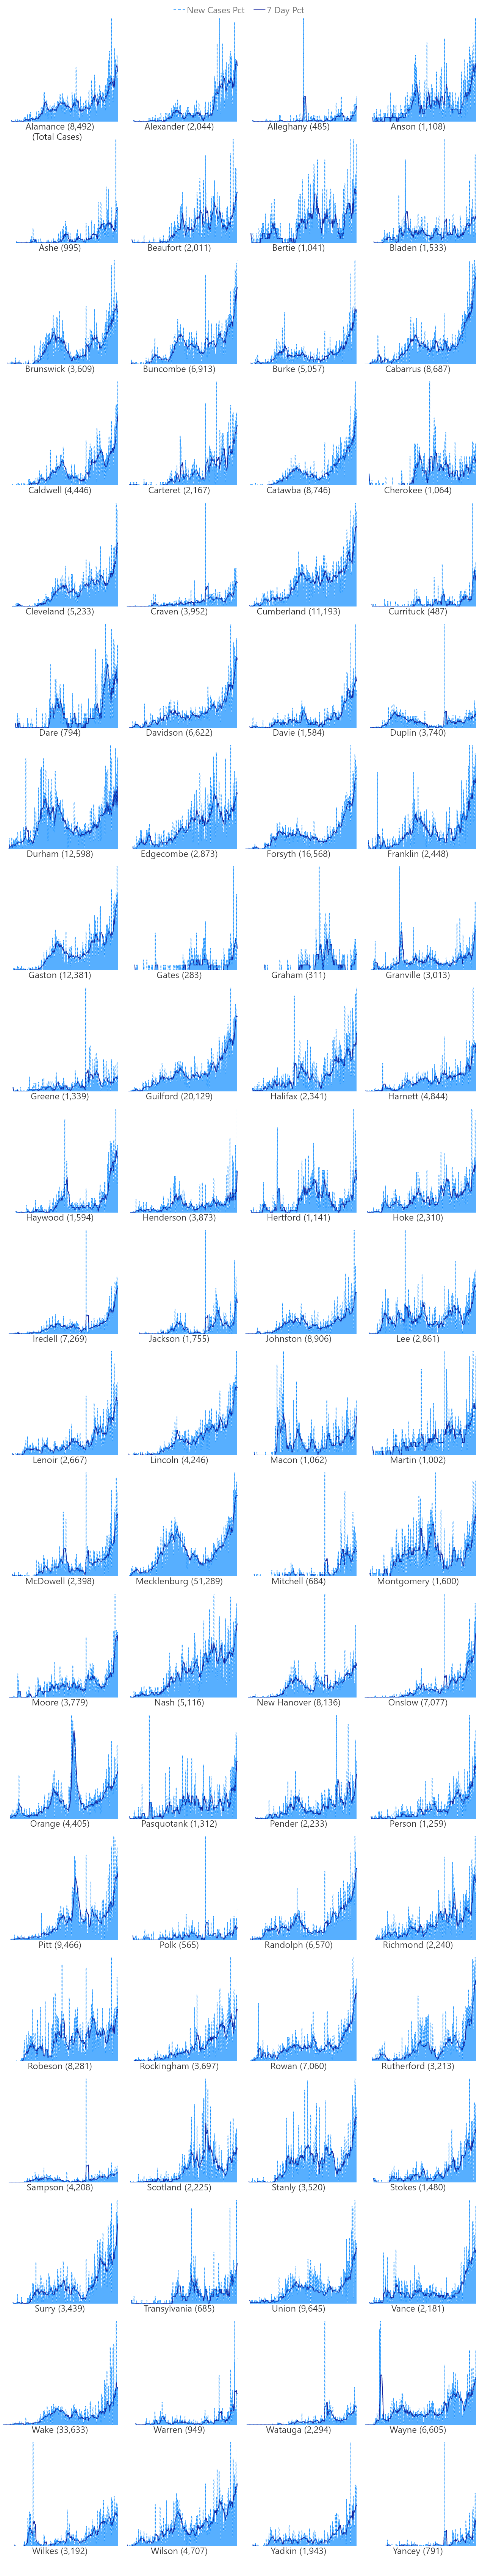 New Cases Pct 7 Day Pct
Alamance (8,492) Alexander (2,044) Alleghany (485) Anson (1,108)
(Total Cases)
Ashe (995) Beaufort (2,011) Bertie (1,041) Bladen (1,533)
Brunswick (3,609) Buncombe (6,913) Burke (5,057) Cabarrus (8,687)
Caldwell (4,446) Carteret (2,167) Catawba (8,746) Cherokee (1,064)
Cleveland (5,233) Craven (3,952) Cumberland (11,193) Currituck (487)
Dare (794) Davidson (6,622) Davie (1,584) Duplin (3,740)
Durham (12,598) Edgecombe (2,873) Forsyth (16,568) Franklin (2,448)
Gaston (12,381) Gates (283) Graham (311) Granville (3,013)
Greene (1,339) Guilford (20,129) Halifax (2,341) Harnett (4,844)
Haywood (1,594) Henderson (3,873) Hertford (1,141) Hoke (2,310)
Iredell (7,269) Jackson (1,755) Johnston (8,906) Lee (2,861)
Lenoir (2,667) Lincoln (4,246) Macon (1,062) Martin (1,002)
McDowell (2,398) Mecklenburg (51,289) Mitchell (684) Montgomery (1,600)
Moore (3,779) Nash (5,116) New Hanover (8,136) Onslow (7,077)
Orange (4,405) Pasquotank (1,312) Pender (2,233) Person (1,259)
Pitt (9,466) Polk (565) Randolph (6,570) Richmond (2,240)
Robeson (8,281) Rockingham (3,697) Rowan (7,060) Rutherford (3,213)
Sampson (4,208) Scotland (2,225) Stanly (3,520) Stokes (1,480)
Surry (3,439) Transylvania (685) Union (9,645) Vance (2,181)
Wake (33,633) Warren (949) Watauga (2,294) Wayne (6,605)
Wilkes (3,192) Wilson (4,707) Yadkin (1,943) Yancey (791)